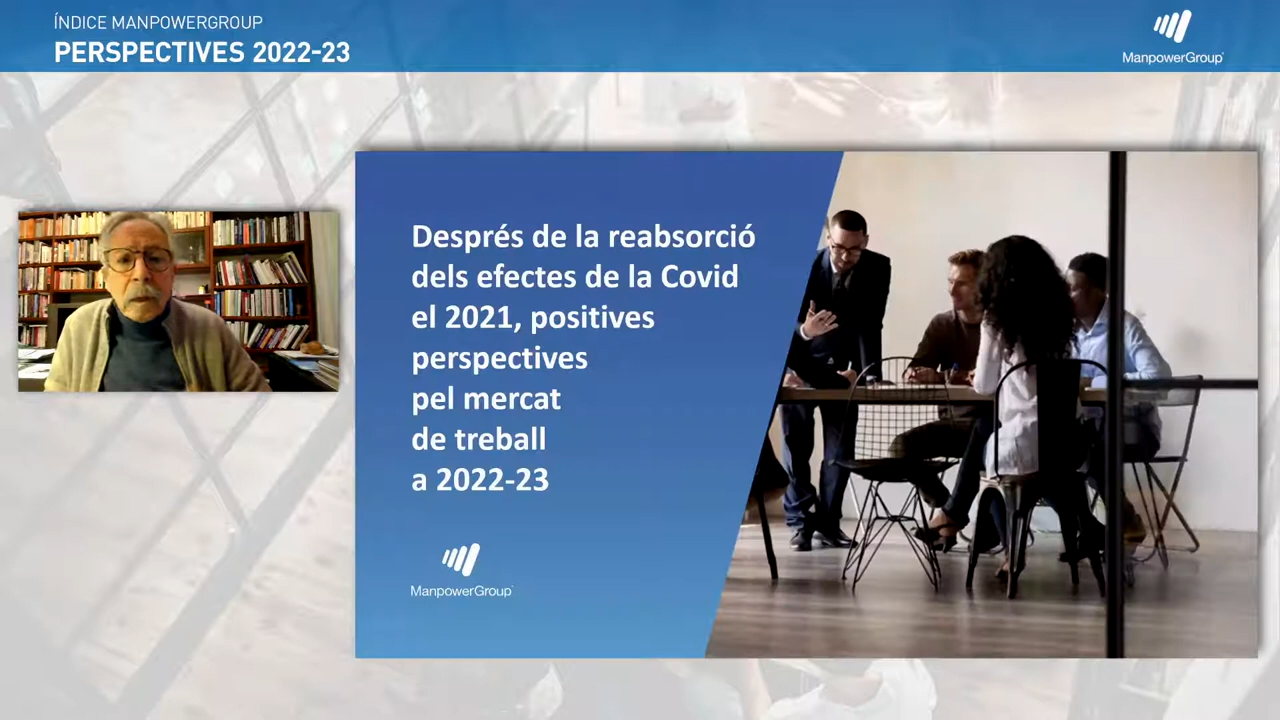 ÍNDICE MANPOWERGROUP
PERSPECTIVES 2022-23
ManpowerGroup
Després de la reabsorció
dels efectes de la Covid
el 2021, positives
perspectives
pel mercat
de treball
a 2022-23
ManpowerGroup